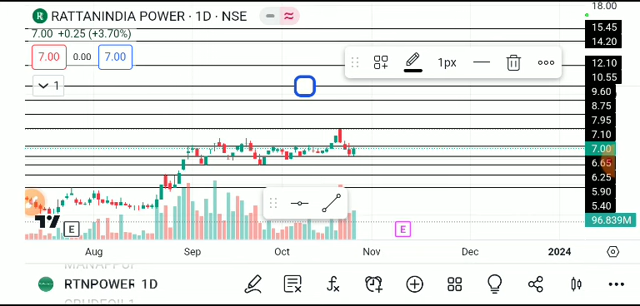 RATTANINDIA POWER · 1D · NSE
7.00 +0.25 (+3.70%)
7.00 0.00 7.00
1
1px
18.00
15.45
14.20
12.10
10.55
9.60
8.75
7.95
7.10
7.00
6.65
6.25
5.90
5.40
96.839M
E
E
Aug Sep Oct Nov Dec 2024
RTNPOWER 1D